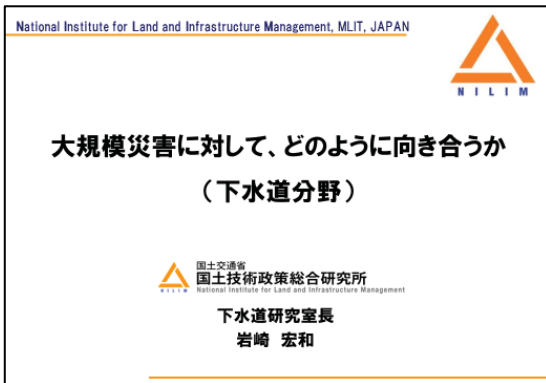 National Institute for Land and Infrastructure Management, MLIT, JAPAN
NILIM
大規模災害に対して、どのように向き合うか
（下水道分野）
国土交通省
国土技術政策総合研究所
NILIM National Institute for Land and Infrastructure Management
下水道研究室長
岩崎 宏和